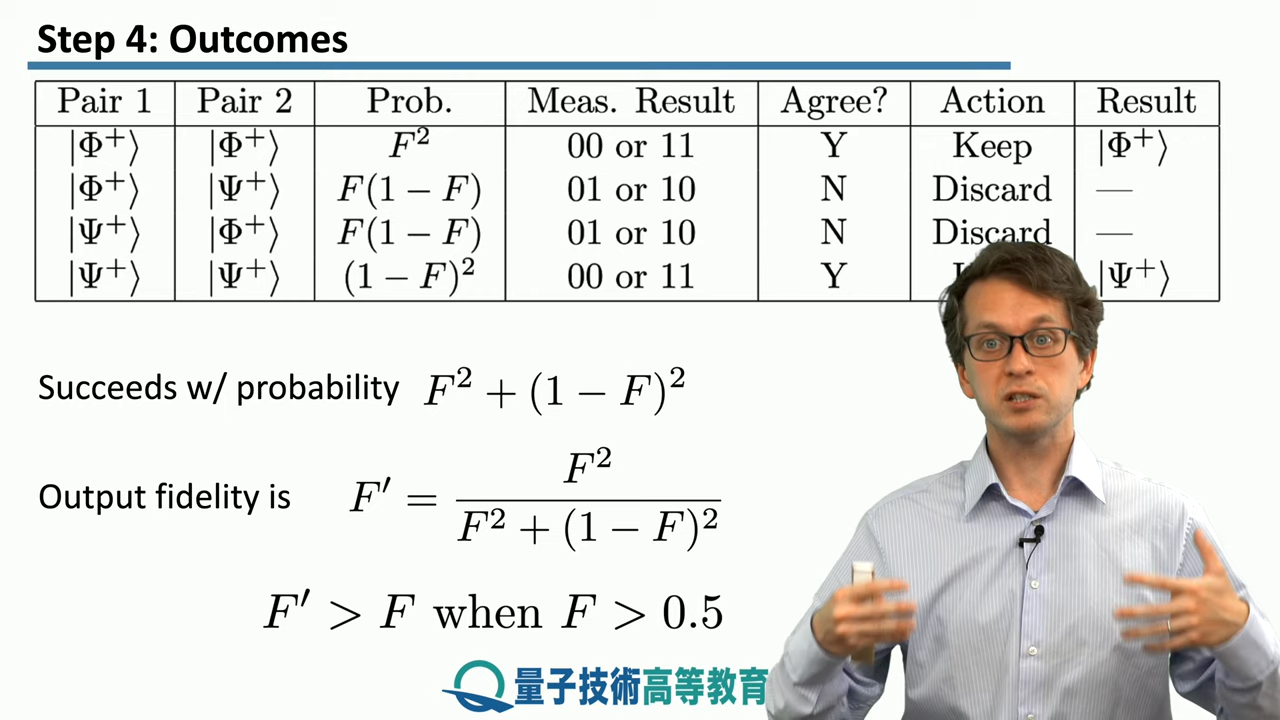 Step 4: Outcomes
Pair 1 Pair 2 Prob. Meas. Result Agree? Action Result
|Φ⁺⟩ |Φ⁺⟩ F² 00 or 11 Y Keep |Φ⁺⟩
|Φ⁺⟩ |Ψ⁺⟩ F(1 − F) 01 or 10 N Discard —
|Ψ⁺⟩ |Φ⁺⟩ F(1 − F) 01 or 10 N Discard —
|Ψ⁺⟩ |Ψ⁺⟩ (1 − F)² 00 or 11 Y |Ψ⁺⟩
Succeeds w/ probability F² + (1 − F)²
Output fidelity is F′ = F² / (F² + (1 − F)²)
F′ > F when F > 0.5
量子技術高等教育